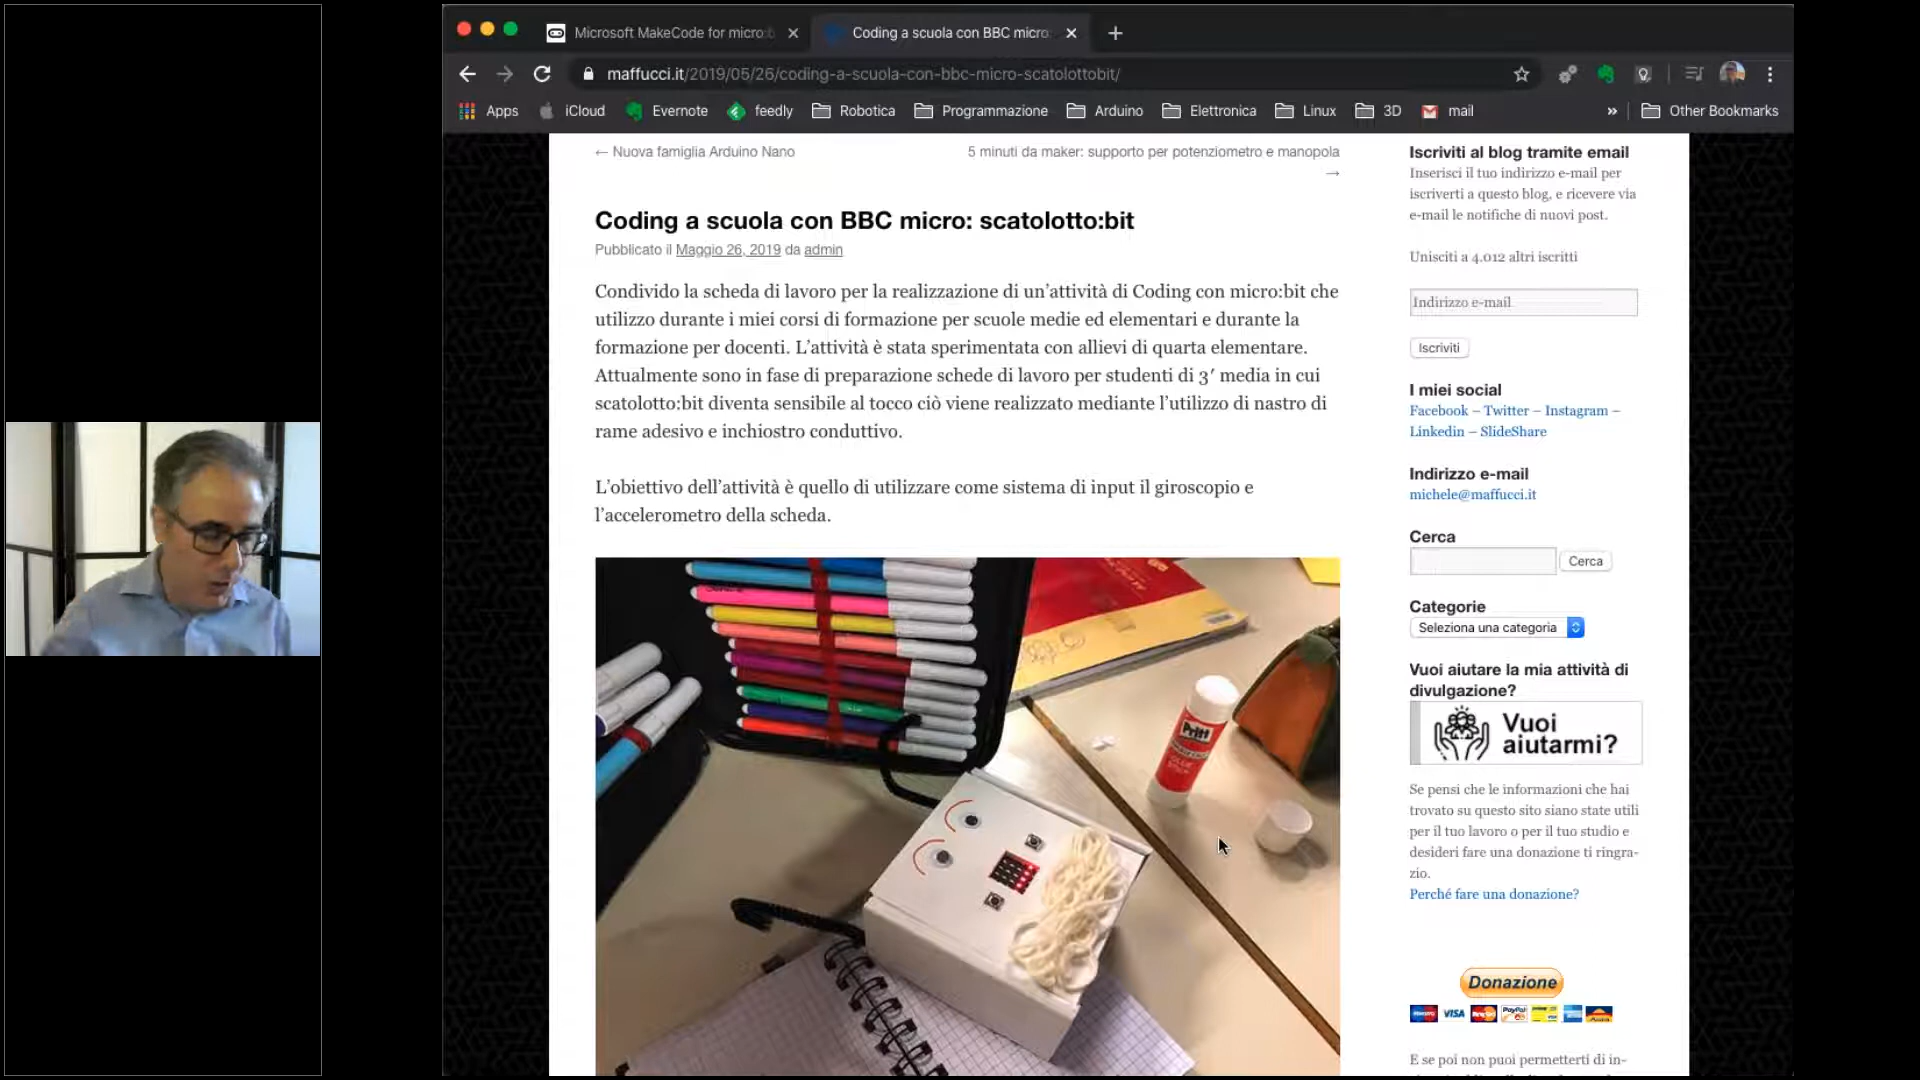 Microsoft MakeCode for micro:b
Coding a scuola con BBC micro
maffucci.it/2019/05/26/coding-a-scuola-con-bbc-micro-scatolottobit/
Apps
iCloud
Evernote
feedly
Robotica
Programmazione
Arduino
Elettronica
Linux
3D
mail
»
Other Bookmarks
← Nuova famiglia Arduino Nano
5 minuti da maker: supporto per potenziometro e manopola
→
Coding a scuola con BBC micro: scatolotto:bit
Pubblicato il Maggio 26, 2019 da admin
Condivido la scheda di lavoro per la realizzazione di un’attività di Coding con micro:bit che
utilizzo durante i miei corsi di formazione per scuole medie ed elementari e durante la
formazione per docenti. L’attività è stata sperimentata con allievi di quarta elementare.
Attualmente sono in fase di preparazione schede di lavoro per studenti di 3′ media in cui
scatolotto:bit diventa sensibile al tocco ciò viene realizzato mediante l’utilizzo di nastro di
rame adesivo e inchiostro conduttivo.
L’obiettivo dell’attività è quello di utilizzare come sistema di input il giroscopio e
l’accelerometro della scheda.
Pritt
Iscriviti al blog tramite email
Inserisci il tuo indirizzo e-mail per
iscriverti a questo blog, e ricevere via
e-mail le notifiche di nuovi post.
Unisciti a 4.012 altri iscritti
Indirizzo e-mail
Iscriviti
I miei social
Facebook – Twitter – Instagram –
Linkedin – SlideShare
Indirizzo e-mail
michele@maffucci.it
Cerca
Cerca
Categorie
Seleziona una categoria
Vuoi aiutare la mia attività di
divulgazione?
Vuoi
aiutarmi?
Se pensi che le informazioni che hai
trovato su questo sito siano state utili
per il tuo lavoro o per il tuo studio e
desideri fare una donazione ti ringra-
zio.
Perché fare una donazione?
Donazione
VISA
PayPal
E se poi non puoi permetterti di in-